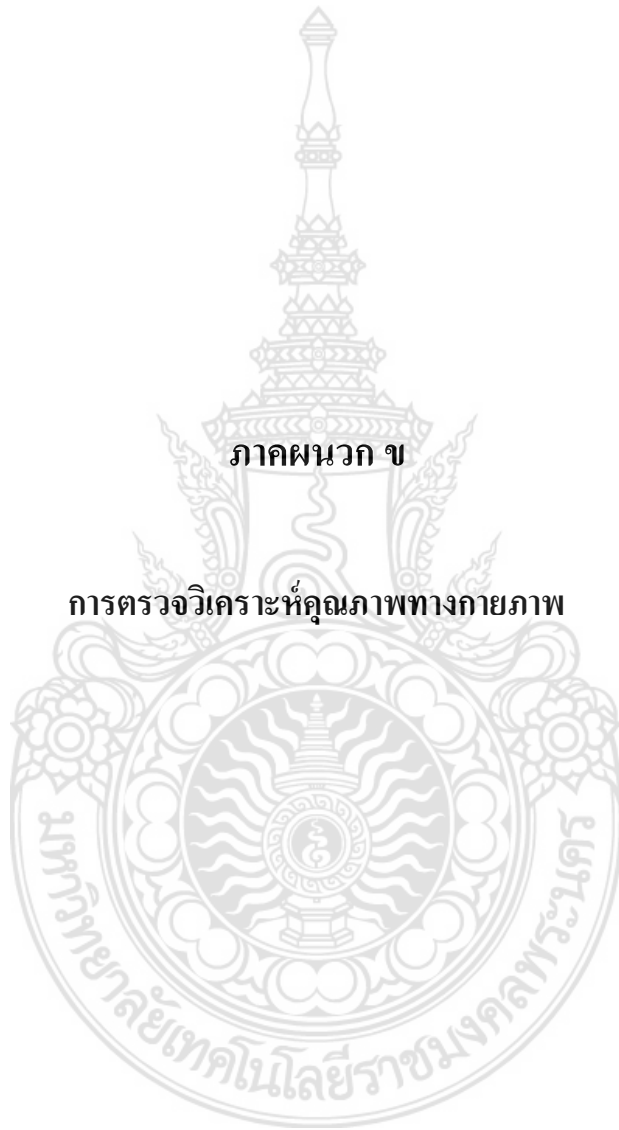 ภาคผนวก ข
การตรวจวิเคราะห์คุณภาพทางกายภาพ
มหาวิทยาลัยเทคโนโลยีราชมงคลพระนคร